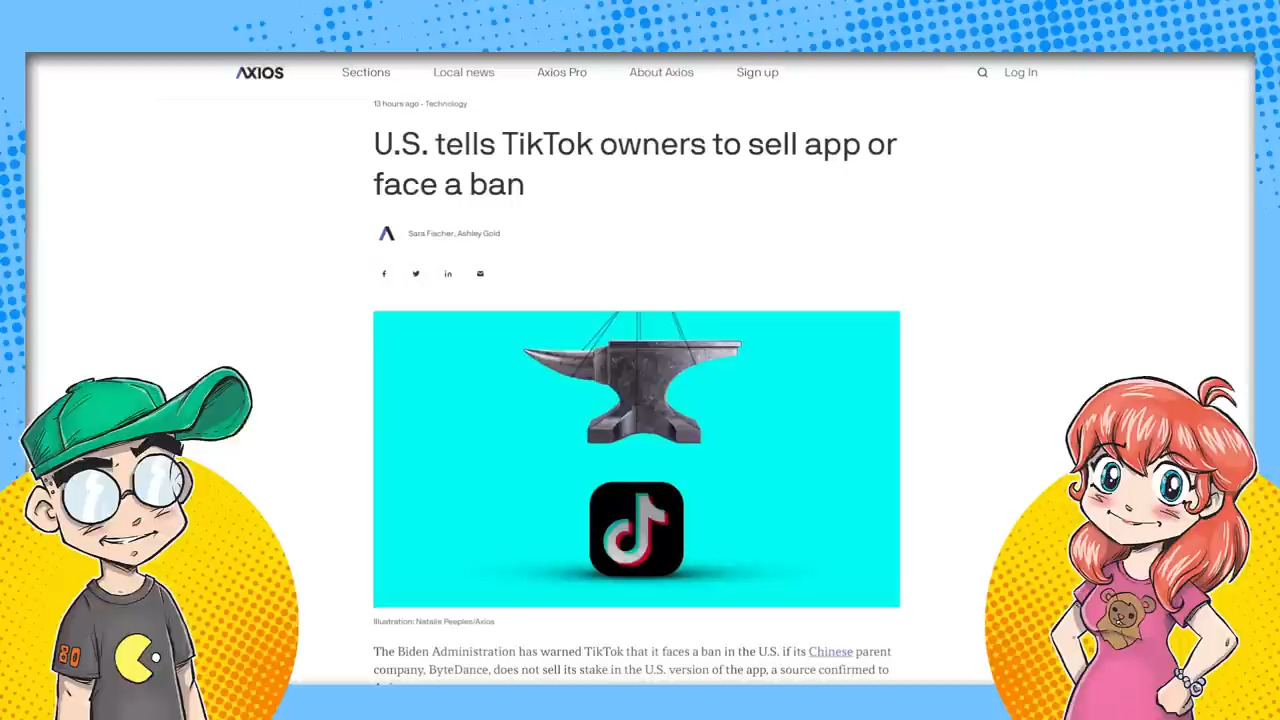 AXIOS Sections Local news Axios Pro About Axios Sign up Log In
13 hours ago - Technology
U.S. tells TikTok owners to sell app or
face a ban
Sara Fischer, Ashley Gold
Illustration: Natalie Peeples/Axios
The Biden Administration has warned TikTok that it faces a ban in the U.S. if its Chinese parent
company, ByteDance, does not sell its stake in the U.S. version of the app, a source confirmed to
80